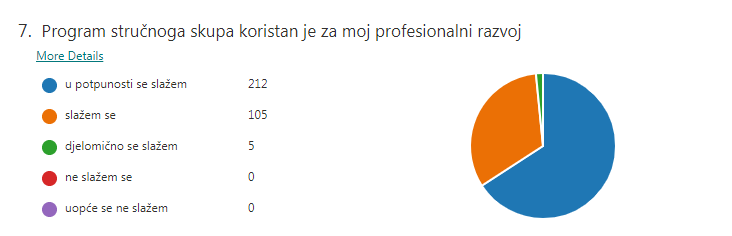 7. Program stručnoga skupa koristan je za moj profesionalni razvoj
More Details
u potpunosti se slažem 212
slažem se 105
djelomično se slažem 5
ne slažem se 0
uopće se ne slažem 0